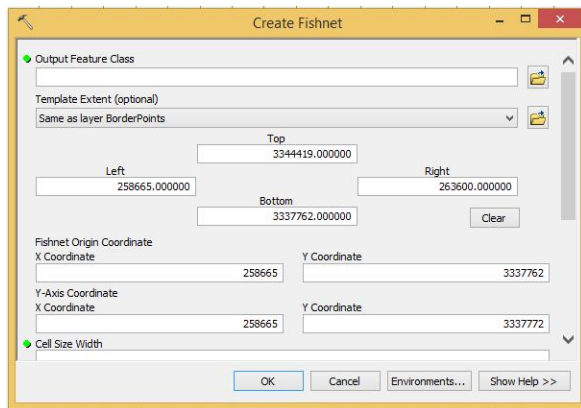 Create Fishnet
Output Feature Class
Template Extent (optional)
Same as layer BorderPoints
Top
3344419.000000
Left
Right
258665.000000
263600.000000
Bottom
3337762.000000
Clear
Fishnet Origin Coordinate
X Coordinate
Y Coordinate
258665
3337762
Y-Axis Coordinate
X Coordinate
Y Coordinate
258665
3337772
Cell Size Width
OK
Cancel
Environments...
Show Help >>